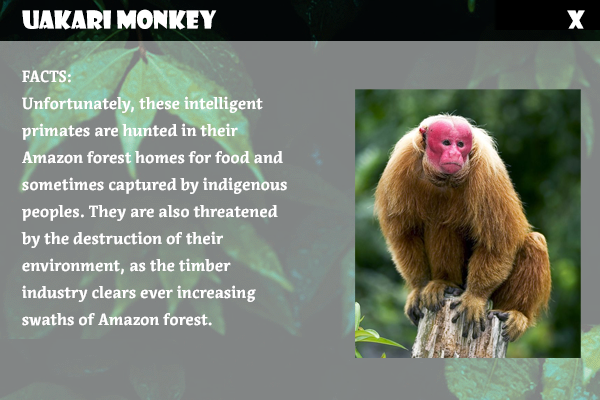 UAKARI MONKEY
X
FACTS:
Unfortunately, these intelligent
primates are hunted in their
Amazon forest homes for food and
sometimes captured by indigenous
peoples. They are also threatened
by the destruction of their
environment, as the timber
industry clears ever increasing
swaths of Amazon forest.